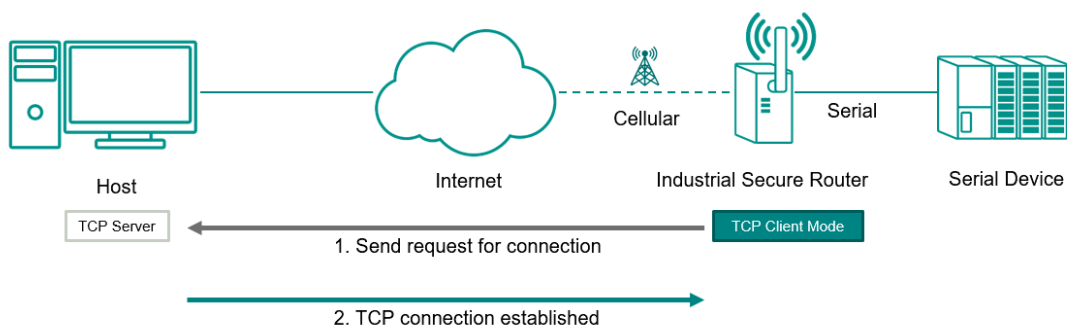 Cellular
Serial
Host
Internet
Industrial Secure Router
Serial Device
TCP Server
TCP Client Mode
1. Send request for connection
2. TCP connection established